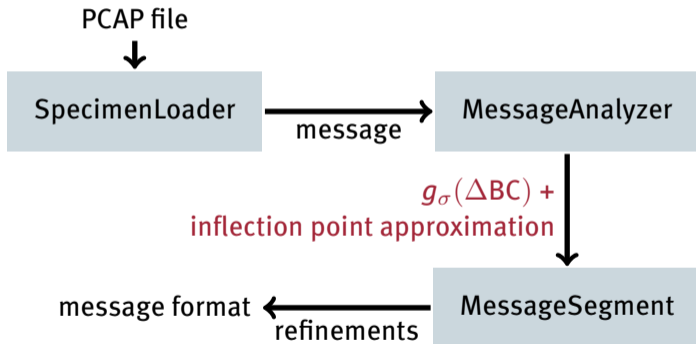 PCAP file
SpecimenLoader
message
MessageAnalyzer
gσ(ΔBC) +
inflection point approximation
MessageSegment
refinements
message format